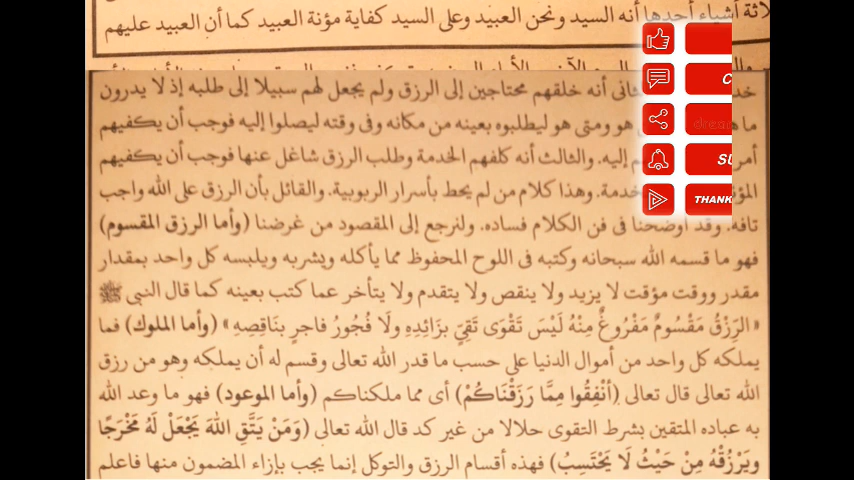 لاثة أشياء أحدها أنه السيد ونحن العبيد وعلى السيد كفاية مؤنة العبيد كما أن العبيد عليهم
ثانى أنه خلقهم محتاجين إلى الرزق ولم يجعل لهم سبيلا إلى طلبه إذ لا يدرون
هو ومتى هو ليطلبوه بعينه من مكانه وفى وقته ليصلوا إليه فوجب أن يكفيهم
إليه. والثالث أنه كلفهم الخدمة وطلب الرزق شاغل عنها فوجب أن يكفيهم
خدمة. وهذا كلام من لم يحط بأسرار الربوبية. والقائل بأن الرزق على الله واجب
تافه. وقد أوضحنا فى فن الكلام فساده. ولنرجع إلى المقصود من غرضنا (وأما الرزق المقسوم)
فهو ما قسمه الله سبحانه وكتبه فى اللوح المحفوظ مما يأكله ويشربه ويلبسه كل واحد بمقدار
مقدر ووقت مؤقت لا يزيد ولا ينقص ولا يتقدم ولا يتأخر عما كتب بعينه كما قال النبى ﷺ
« الرِّزْقُ مَقْسُومٌ مَفْرُوغٌ مِنْهُ لَيْسَ تَقْوَى تَقِيٍّ بِزَائِدِهِ وَلَا فُجُورُ فَاجِرٍ بِنَاقِصِهِ » (وأما الملوك) فما
يملكه كل واحد من أموال الدنيا على حسب ما قدر الله تعالى وقسم له أن يملكه وهو من رزق
الله تعالى قال تعالى (أَنْفِقُوا مِمَّا رَزَقْنَاكُمْ) أى مما ملكناكم (وأما الموعود) فهو ما وعد الله
به عباده المتقين بشرط التقوى حلالا من غير كد قال الله تعالى (وَمَنْ يَتَّقِ اللهَ يَجْعَلْ لَهُ مَخْرَجًا
وَيَرْزُقْهُ مِنْ حَيْثُ لَا يَحْتَسِبُ) فهذه أقسام الرزق والتوكل إنما يجب بإزاء المضمون منها فاعلم
THANK